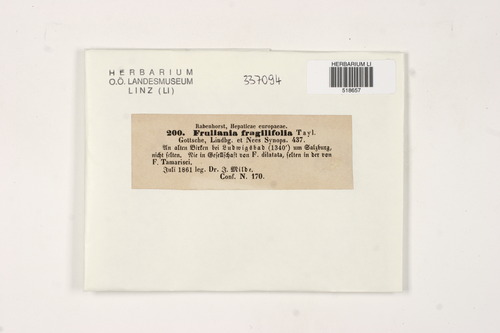 HERBARIUM
O.Ö. LANDESMUSEUM
LINZ (LI)
337094
HERBARIUM LI
518657
Rabenhorst, Hepaticae europaeae.
200. Frullania fragilifolia Tayl.
Gottsche, Lindbg. et Nees Synops. 437.
An alten Birken bei Ludwigsbad (1340') um Salzburg,
nicht selten. Nie in Gesellschaft von F. dilatata, selten in der von
F. Tamarisci.
Juli 1861 leg. Dr. J. Milde.
Conf. N. 170.